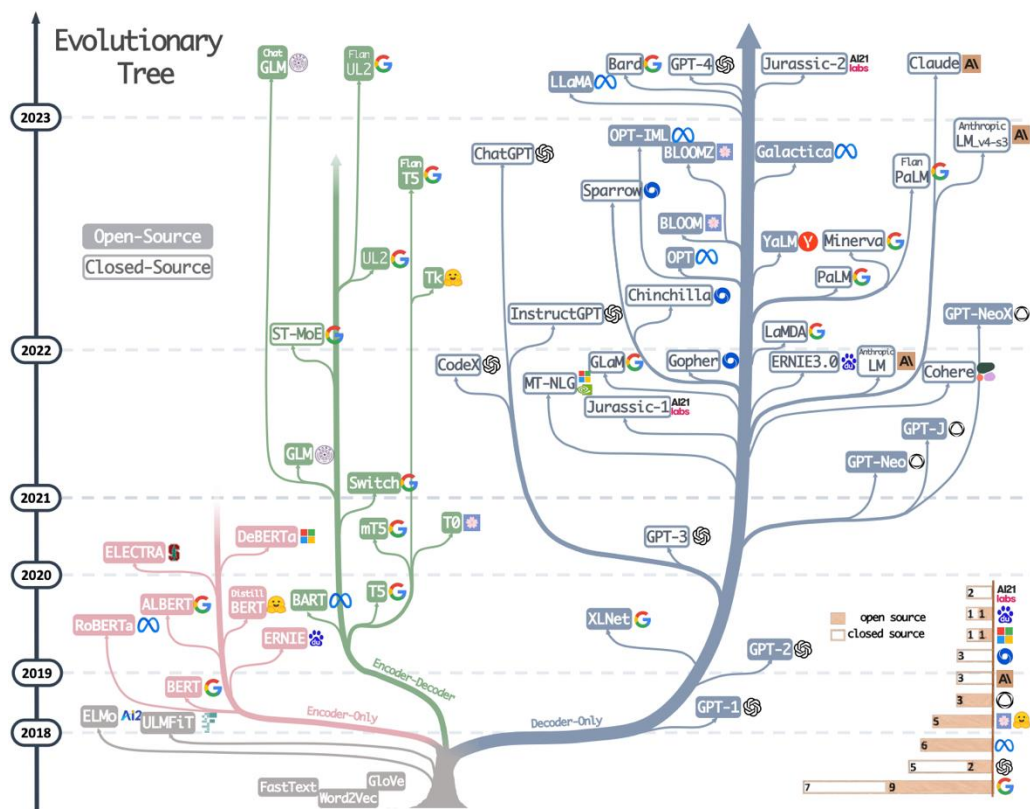 Evolutionary
Tree
2023
2022
2021
2020
2019
2018
Open-Source
Closed-Source
Chat
GLM
Flan
UL2
Flan
T5
UL2
Tk
ST-MoE
GLM
Switch
mT5
T0
DeBERTa
ELECTRA
ALBERT
Distill
BERT
BART
T5
RoBERTa
ERNIE
BERT
ELMo
AI2
ULMFiT
Encoder-Decoder
Encoder-Only
Decoder-Only
FastText
Word2Vec
GloVe
LLaMA
Bard
GPT-4
Jurassic-2
AI21
labs
Claude
A\
OPT-IML
ChatGPT
BLOOMZ
Galactica
Anthropic
LM_v4-s3
A\
Flan
PaLM
Sparrow
BLOOM
YaLM
Y
Minerva
OPT
PaLM
Chinchilla
InstructGPT
GPT-NeoX
LaMDA
CodeX
GLaM
Gopher
ERNIE3.0
du
Anthropic
LM
A\
MT-NLG
Cohere
Jurassic-1
AI21
labs
GPT-J
GPT-Neo
GPT-3
XLNet
GPT-2
GPT-1
open source
closed source
2
AI21
labs
1 1
du
1 1
3
3
A\
3
5
6
5 2
7 9